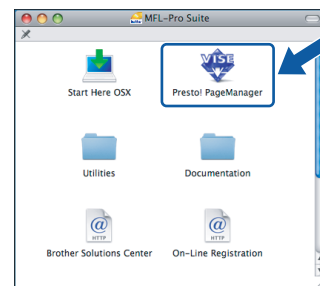 MFL-Pro Suite
VISE
Start Here OSX
Presto! PageManager
Utilities
Documentation
@
HTTP
@
HTTP
Brother Solutions Center
On-Line Registration